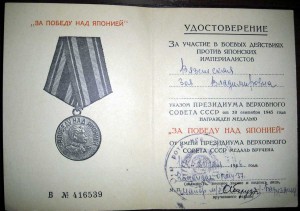 "ЗА ПОБЕДУ НАД ЯПОНИЕЙ"
В № 416539
УДОСТОВЕРЕНИЕ
ЗА УЧАСТИЕ В БОЕВЫХ ДЕЙСТВИЯХ
ПРОТИВ ЯПОНСКИХ
ИМПЕРИАЛИСТОВ
Зоя Владимировна
УКАЗОМ ПРЕЗИДИУМА ВЕРХОВНОГО
СОВЕТА СССР от 30 сентября 1945 года
НАГРАЖДЕН МЕДАЛЬЮ
"ЗА ПОБЕДУ НАД ЯПОНИЕЙ"
ОТ ИМЕНИ ПРЕЗИДИУМА ВЕРХОВНОГО
СОВЕТА СССР МЕДАЛЬ ВРУЧЕНА